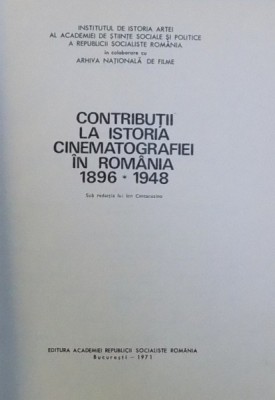 INSTITUTUL DE ISTORIA ARTEI
AL ACADEMIEI DE ȘTIINȚE SOCIALE ȘI POLITICE
A REPUBLICII SOCIALISTE ROMÂNIA
în colaborare cu
ARHIVA NAȚIONALĂ DE FILME
CONTRIBUȚII
LA ISTORIA
CINEMATOGRAFIEI
ÎN ROMÂNIA
1896 • 1948
Sub redacția lui Ion Cantacuzino
EDITURA ACADEMIEI REPUBLICII SOCIALISTE ROMÂNIA
București — 1971